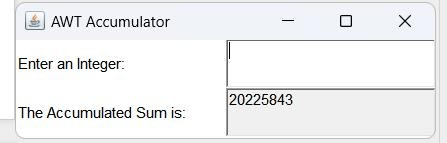 AWT Accumulator
Enter an Integer:
The Accumulated Sum is:
20225843